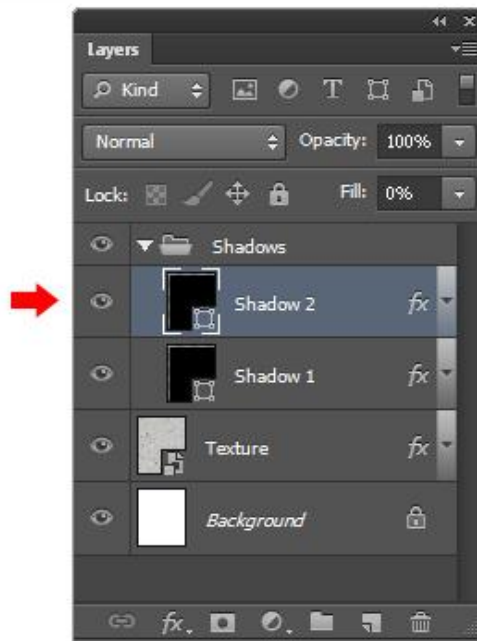 Layers
Kind
Normal Opacity: 100%
Lock: Fill: 0%
Shadows
Shadow 2 fx
Shadow 1 fx
Texture fx
Background
fx.